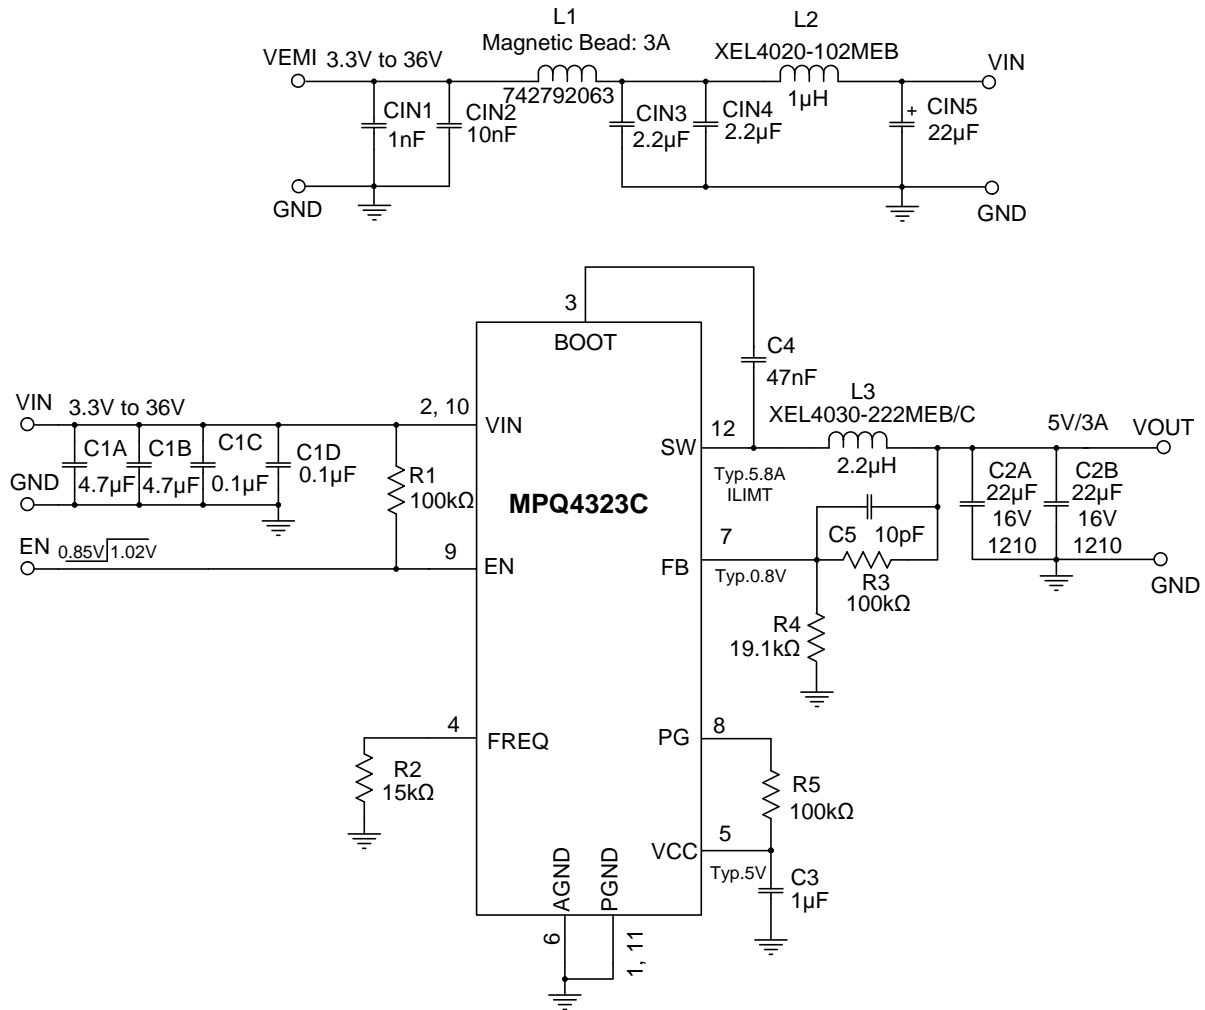 L1
Magnetic Bead: 3A
742792063
L2
XEL4020-102MEB
1µH
VEMI 3.3V to 36V
VIN
CIN1
1nF
CIN2
10nF
CIN3
2.2µF
CIN4
2.2µF
+
CIN5
22µF
GND
GND
3
BOOT
C4
47nF
VIN 3.3V to 36V
2, 10
VIN
C1A
4.7µF
C1B
4.7µF
C1C
0.1µF
C1D
0.1µF
GND
R1
100kΩ
EN 0.85V 1.02V
9
EN
MPQ4323C
12
SW
Typ.5.8A
ILIMT
L3
XEL4030-222MEB/C
2.2µH
5V/3A
VOUT
C2A
22µF
16V
1210
C2B
22µF
16V
1210
GND
7
FB
Typ.0.8V
C5 10pF
R3
100kΩ
R4
19.1kΩ
4
FREQ
R2
15kΩ
8
PG
R5
100kΩ
5
VCC
Typ.5V
C3
1µF
AGND
PGND
6
1, 11